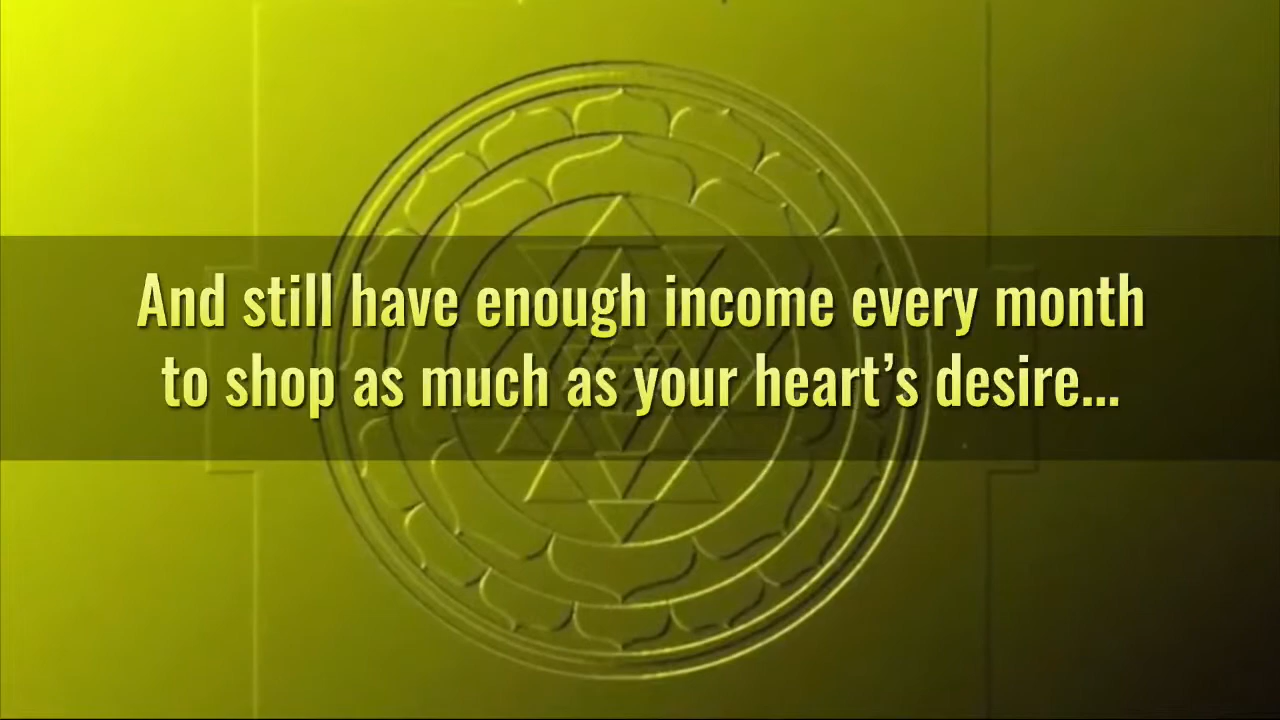 And still have enough income every month
to shop as much as your heart’s desire...